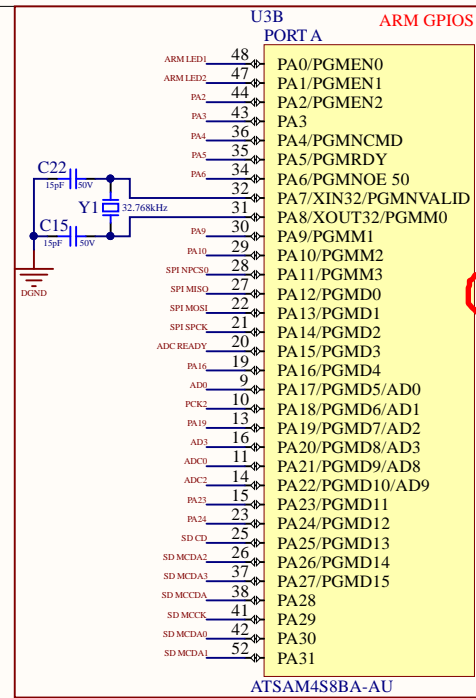 U3B
ARM GPIOS
PORT A
ARM LED1 48 PA0/PGMEN0
ARM LED2 47 PA1/PGMEN1
PA2 44 PA2/PGMEN2
PA3 43 PA3
PA4 36 PA4/PGMNCMD
PA5 35 PA5/PGMRDY
PA6 34 PA6/PGMNOE 50
C22
15pF 50V
32 PA7/XIN32/PGMNVALID
Y1 32.768kHz
31 PA8/XOUT32/PGMM0
C15
15pF 50V
PA9 30 PA9/PGMM1
PA10 29 PA10/PGMM2
SPI NPCS0 28 PA11/PGMM3
DGND
SPI MISO 27 PA12/PGMD0
SPI MOSI 22 PA13/PGMD1
SPI SPCK 21 PA14/PGMD2
ADC READY 20 PA15/PGMD3
PA16 19 PA16/PGMD4
AD0 9 PA17/PGMD5/AD0
PCK2 10 PA18/PGMD6/AD1
PA19 13 PA19/PGMD7/AD2
AD3 16 PA20/PGMD8/AD3
ADC0 11 PA21/PGMD9/AD8
ADC2 14 PA22/PGMD10/AD9
PA23 15 PA23/PGMD11
PA24 23 PA24/PGMD12
SD CD 25 PA25/PGMD13
SD MCDA2 26 PA26/PGMD14
SD MCDA3 37 PA27/PGMD15
SD MCCDA 38 PA28
SD MCCK 41 PA29
SD MCDA0 42 PA30
SD MCDA1 52 PA31
ATSAM4S8BA-AU